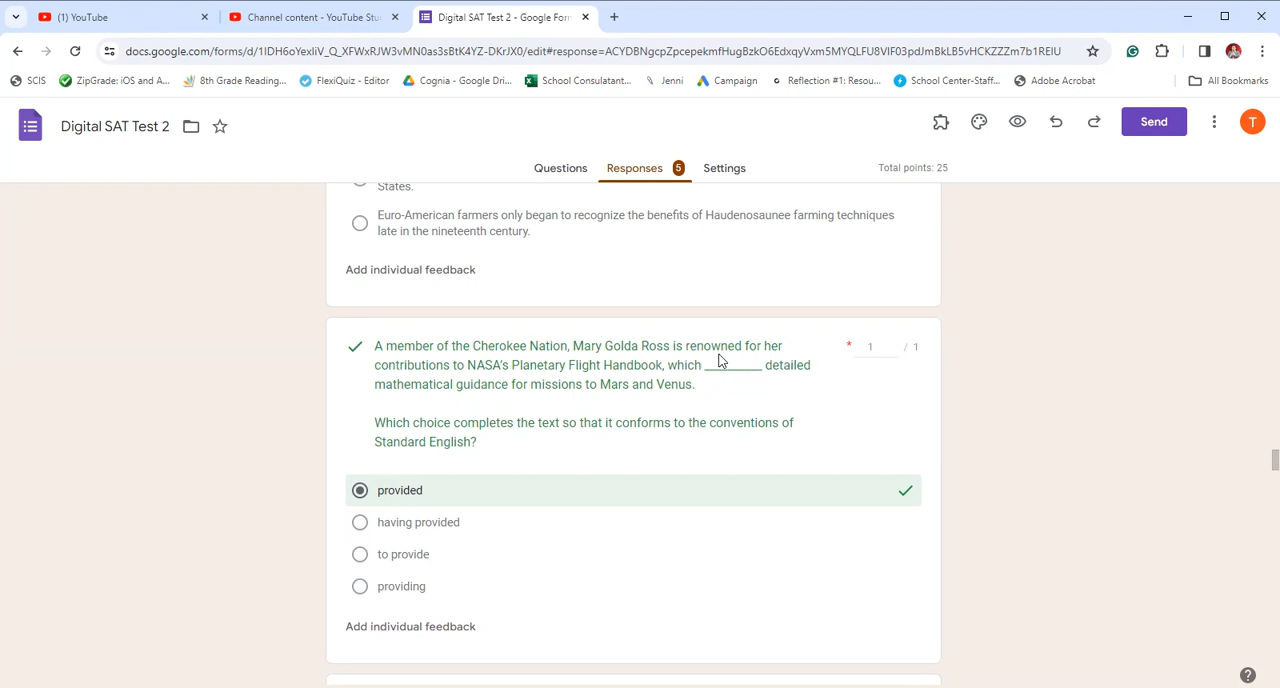 (1) YouTube
Channel content - YouTube Stu
Digital SAT Test 2 - Google For
docs.google.com/forms/d/1IDH6oYexIiV_Q_XFWxRJW3vMN0as3sBtK4YZ-DKrJX0/edit#response=ACYDBNgcpZpcepekmfHugBzkO6EdxqyVxm5MYQLFU8VIF03pdJmBkLB5vHCKZZZm7b1REIU
SCIS
ZipGrade: iOS and A...
8th Grade Reading...
FlexiQuiz - Editor
Cognia - Google Dri...
School Consulatant...
Jenni
Campaign
Reflection #1: Resou...
School Center-Staff...
Adobe Acrobat
All Bookmarks
Digital SAT Test 2
Send
T
Questions
Responses 5
Settings
Total points: 25
States.
Euro-American farmers only began to recognize the benefits of Haudenosaunee farming techniques
late in the nineteenth century.
Add individual feedback
A member of the Cherokee Nation, Mary Golda Ross is renowned for her
* 1 / 1
contributions to NASA's Planetary Flight Handbook, which __________ detailed
mathematical guidance for missions to Mars and Venus.
Which choice completes the text so that it conforms to the conventions of
Standard English?
provided
having provided
to provide
providing
Add individual feedback